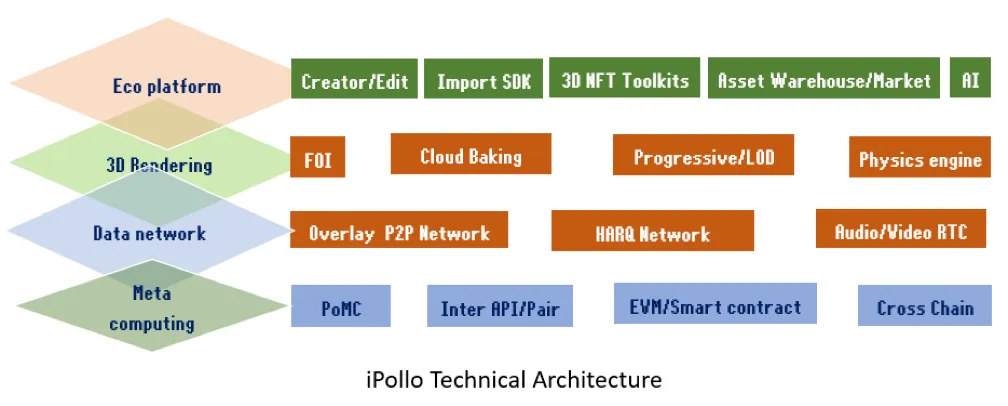 Eco platform
Creator/Edit
Import SDK
3D NFT Toolkits
Asset Warehouse/Market
AI
3D Rendering
FOI
Cloud Baking
Progressive/LOD
Physics engine
Data network
Overlay P2P Network
HARQ Network
Audio/Video RTC
Meta
computing
PoMC
Inter API/Pair
EVM/Smart contract
Cross Chain
iPollo Technical Architecture